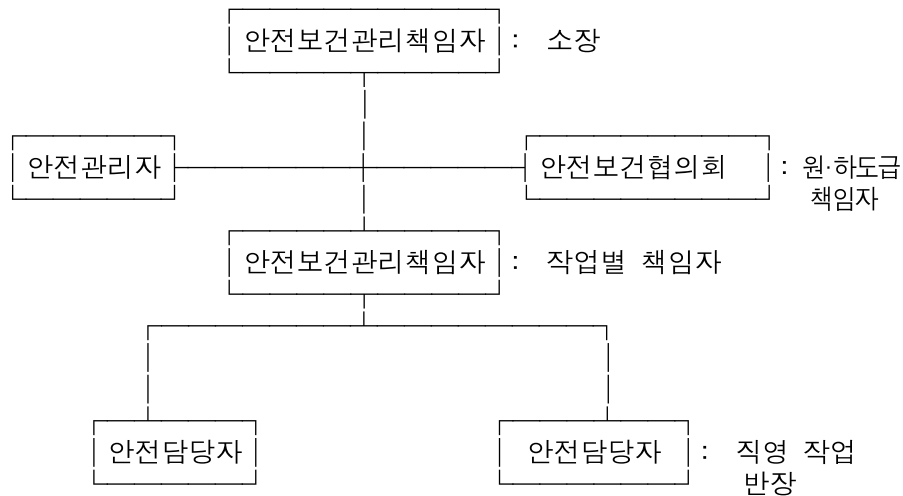 안전보건관리책임자 : 소장
안전관리자 안전보건협의회 : 원·하도급
책임자
안전보건관리책임자 : 작업별 책임자
안전담당자 안전담당자 : 직영 작업
반장